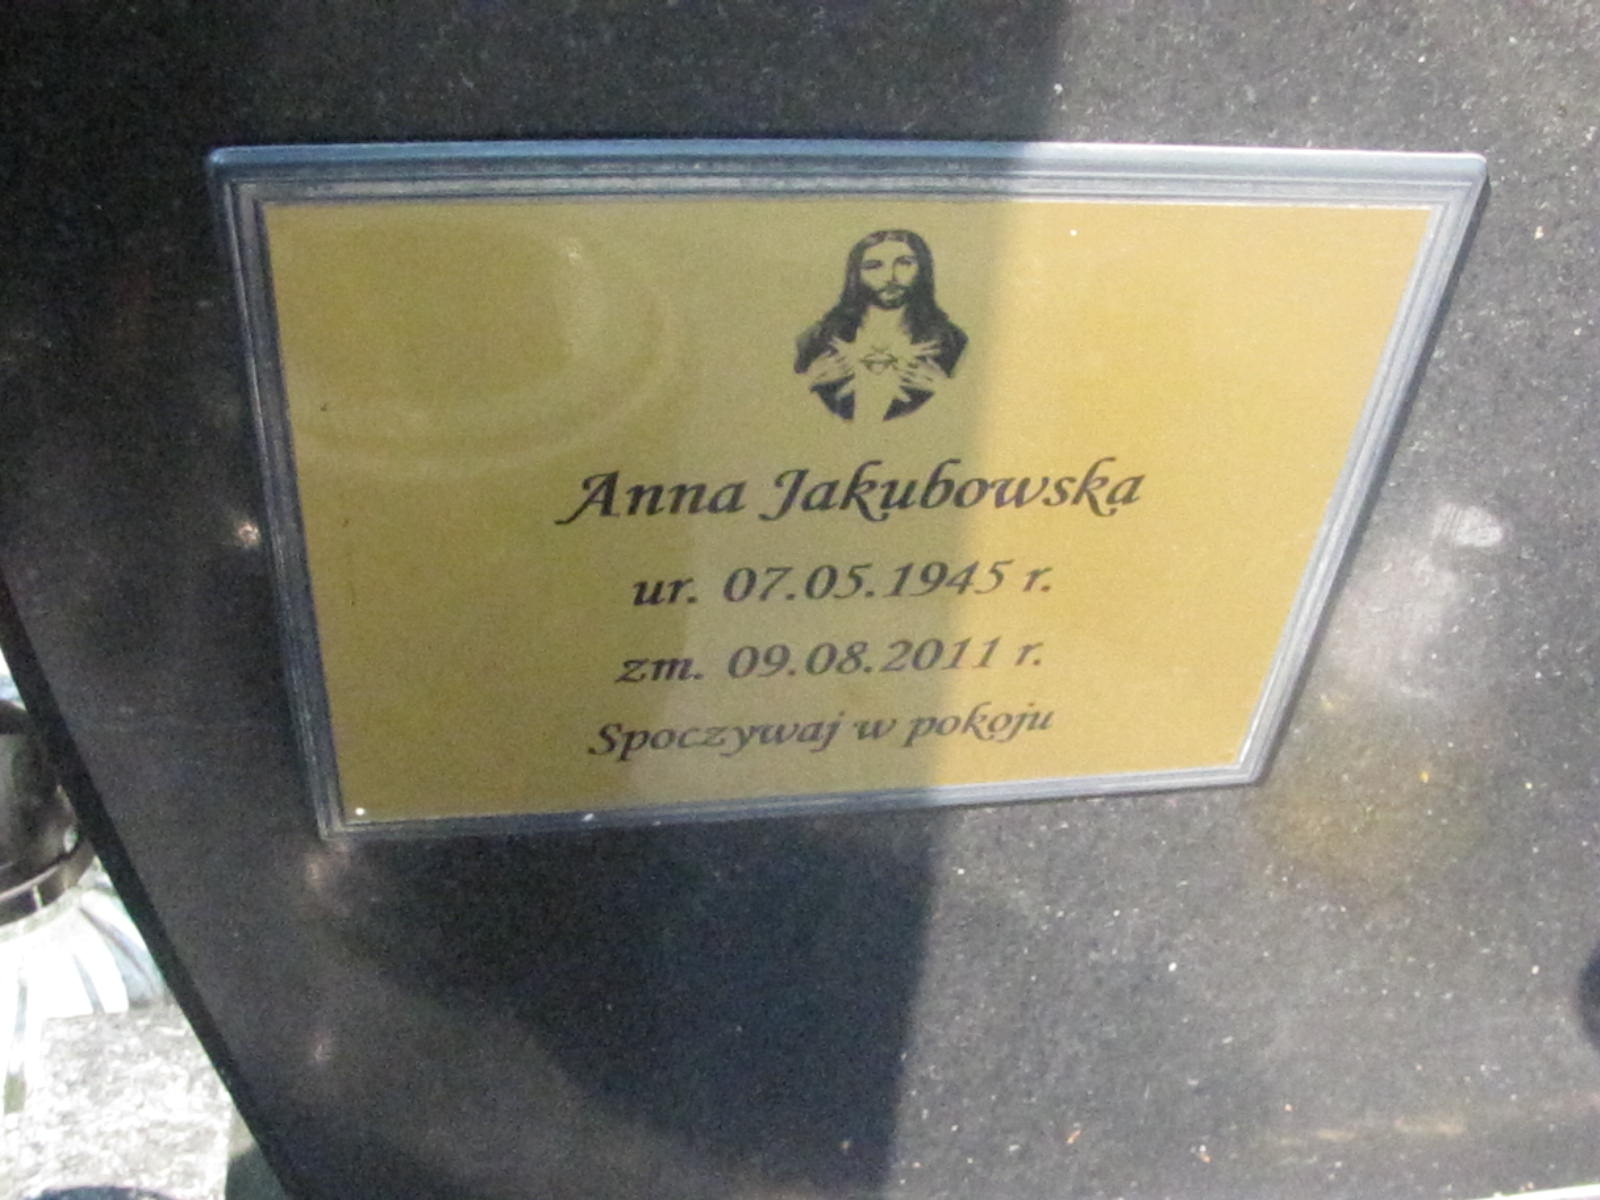 Anna Jakubowska
ur. 07.05.1945 r.
zm. 09.08.2011 r.
Spoczywaj w pokoju